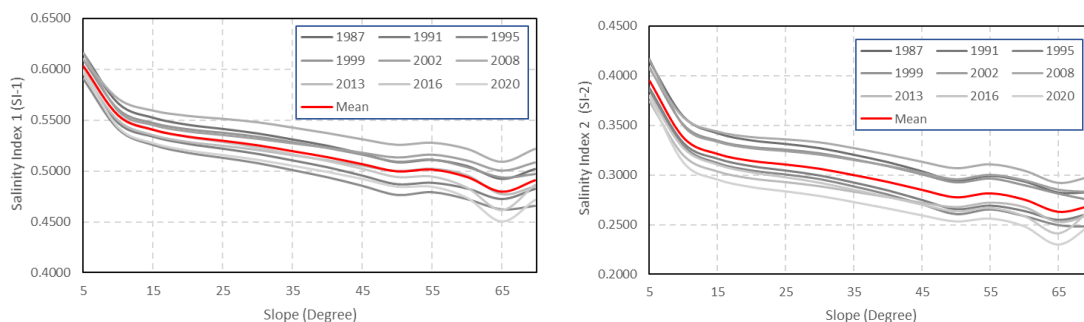 0.6500
0.6000
0.5500
0.5000
0.4500
0.4000
Salinity Index 1 (SI-1)
1987 1991 1995
1999 2002 2008
2013 2016 2020
Mean
5 15 25 35 45 55 65
Slope (Degree)
0.4500
0.4000
0.3500
0.3000
0.2500
0.2000
Salinity Index 2 (SI-2)
1987 1991 1995
1999 2002 2008
2013 2016 2020
Mean
5 15 25 35 45 55 65
Slope (Degree)